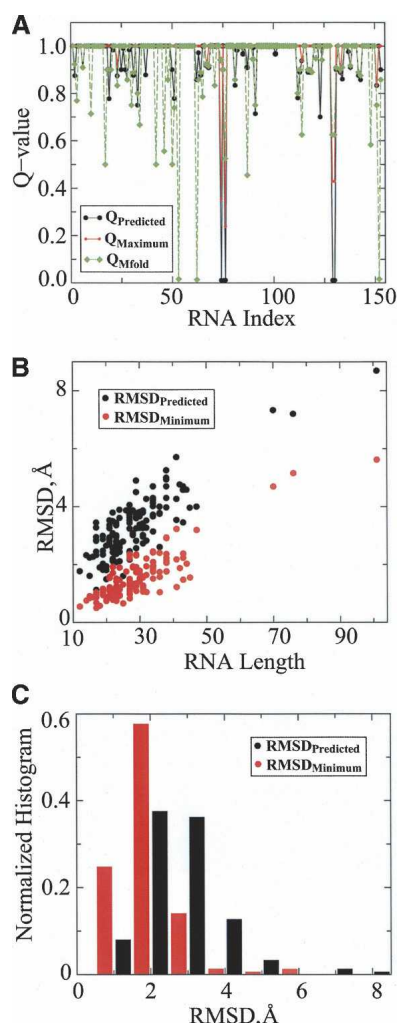 A
Q-value
1.0
0.8
0.6
0.4
0.2
0.0
QPredicted
QMaximum
QMfold
0 50 100 150
RNA Index
B
RMSD,Å
8
4
0
RMSDPredicted
RMSDMinimum
10 30 50 70 90
RNA Length
C
Normalized Histogram
0.6
0.4
0.2
0
RMSDPredicted
RMSDMinimum
0 2 4 6 8
RMSD,Å